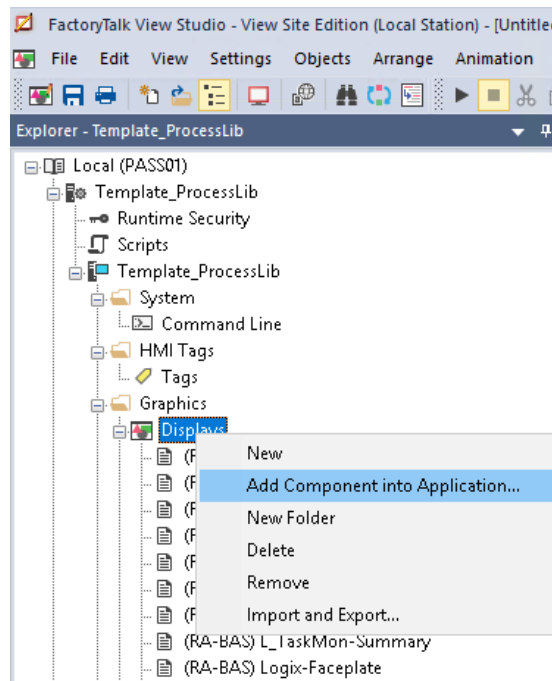 FactoryTalk View Studio - View Site Edition (Local Station) - [Untitle
File Edit View Settings Objects Arrange Animation
Explorer - Template_ProcessLib
Local (PASS01)
Template_ProcessLib
Runtime Security
Scripts
Template_ProcessLib
System
Command Line
HMI Tags
Tags
Graphics
Displays
New
Add Component into Application...
New Folder
Delete
Remove
Import and Export...
(RA-BAS) L_TaskMon-Summary
(RA-BAS) Logix-Faceplate